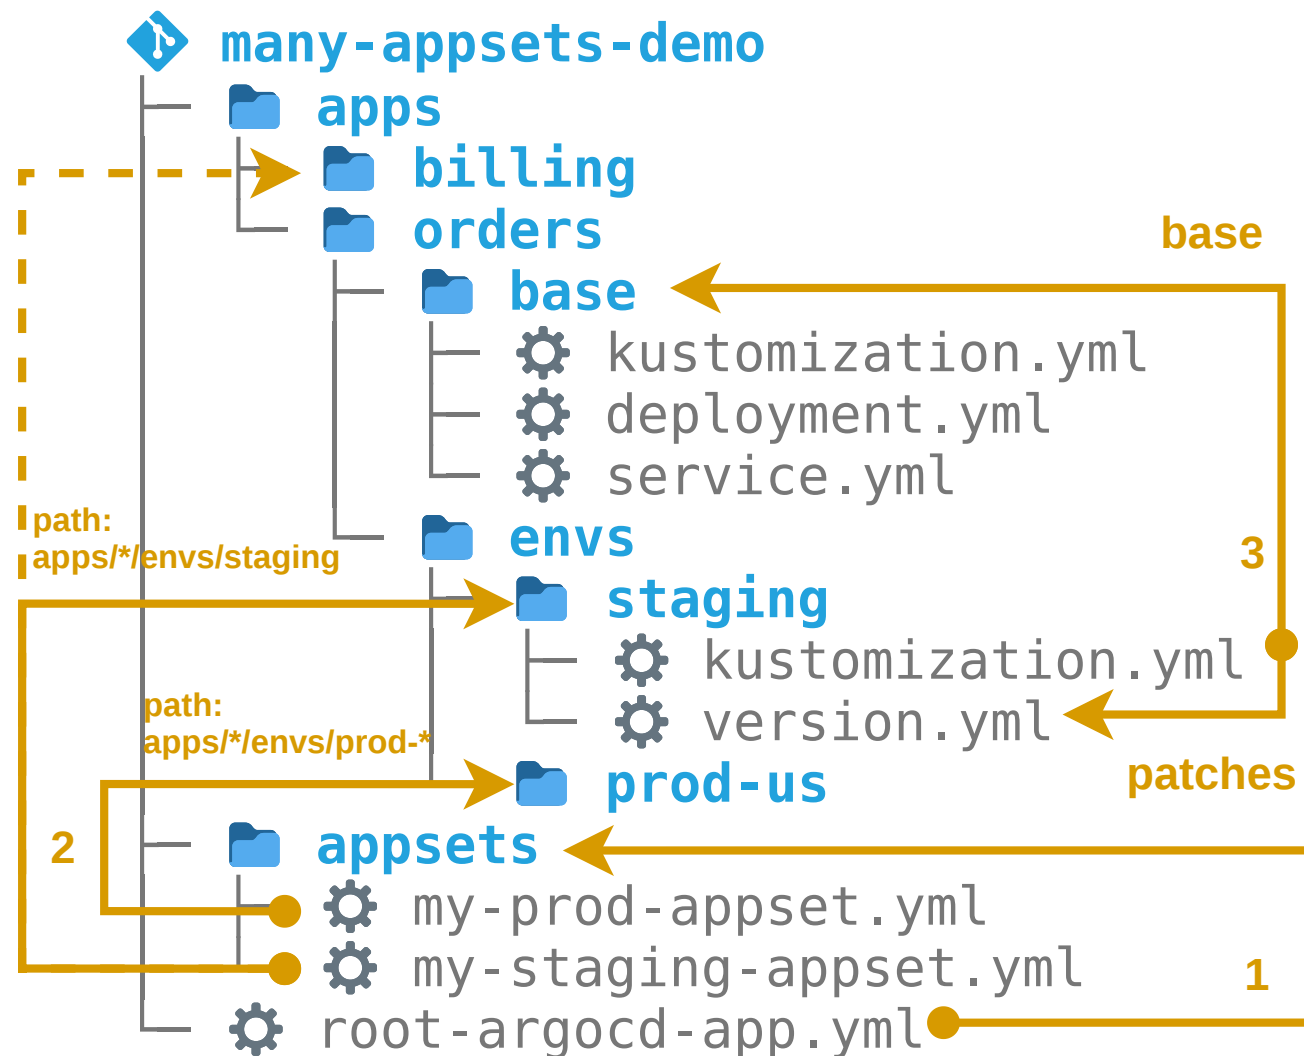 many-appsets-demo
apps
billing
orders
base
base
kustomization.yml
deployment.yml
service.yml
path:
apps/*/envs/staging
envs
3
staging
kustomization.yml
path:
apps/*/envs/prod-*
version.yml
prod-us
patches
2
appsets
my-prod-appset.yml
my-staging-appset.yml
1
root-argocd-app.yml